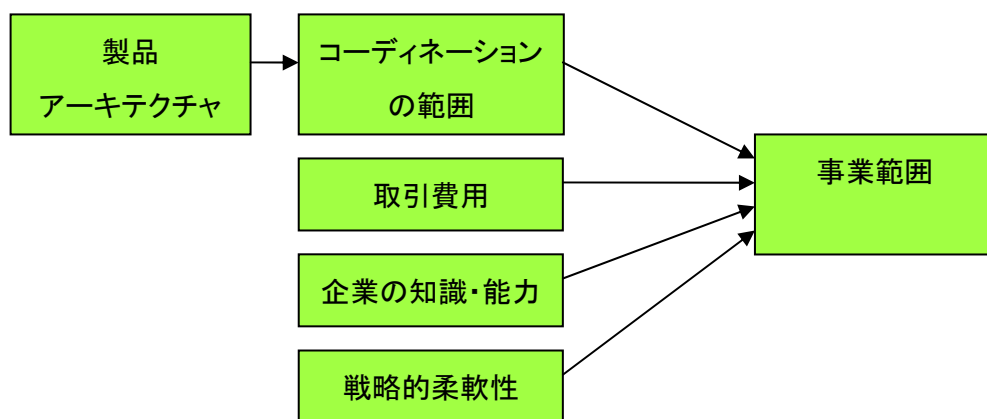 製品
アーキテクチャ
コーディネーション
の範囲
取引費用
企業の知識・能力
戦略的柔軟性
事業範囲